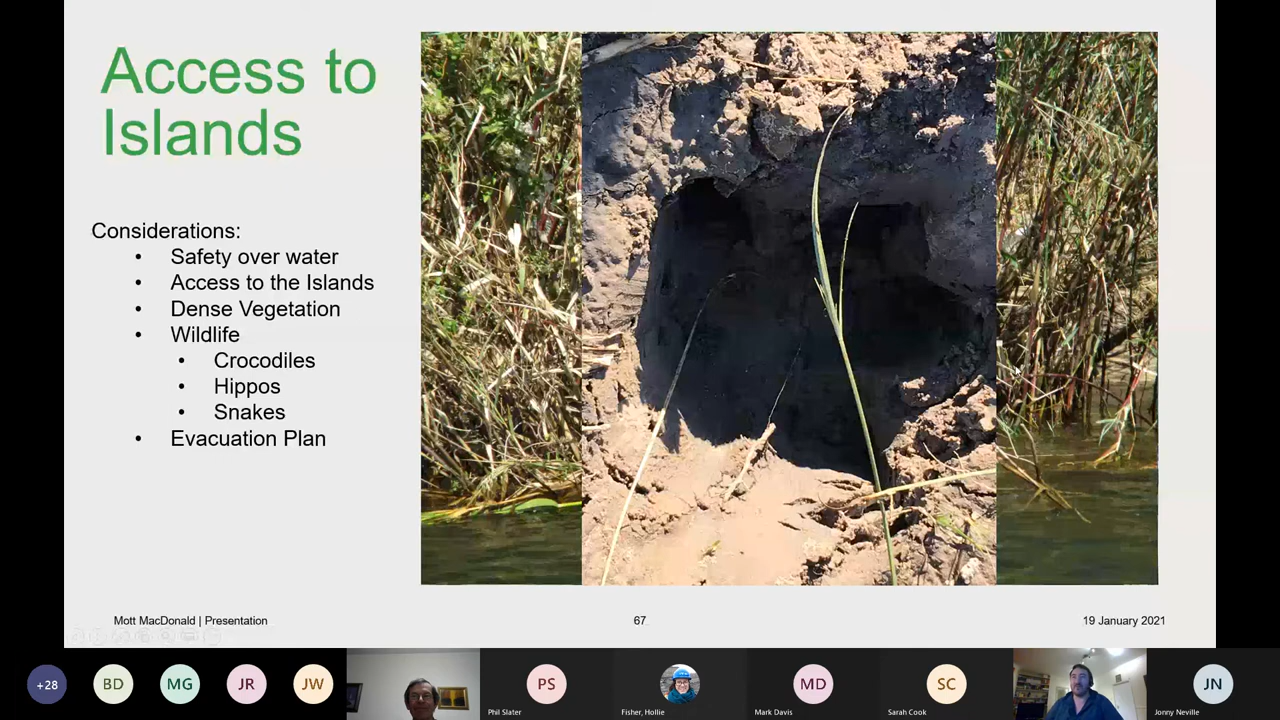 Access to
Islands
Considerations:
• Safety over water
• Access to the Islands
• Dense Vegetation
• Wildlife
• Crocodiles
• Hippos
• Snakes
• Evacuation Plan
Mott MacDonald | Presentation
67
19 January 2021
+28
BD
MG
JR
JW
PS
Phil Slater
Fisher, Hollie
MD
Mark Davis
SC
Sarah Cook
JN
Jonny Neville